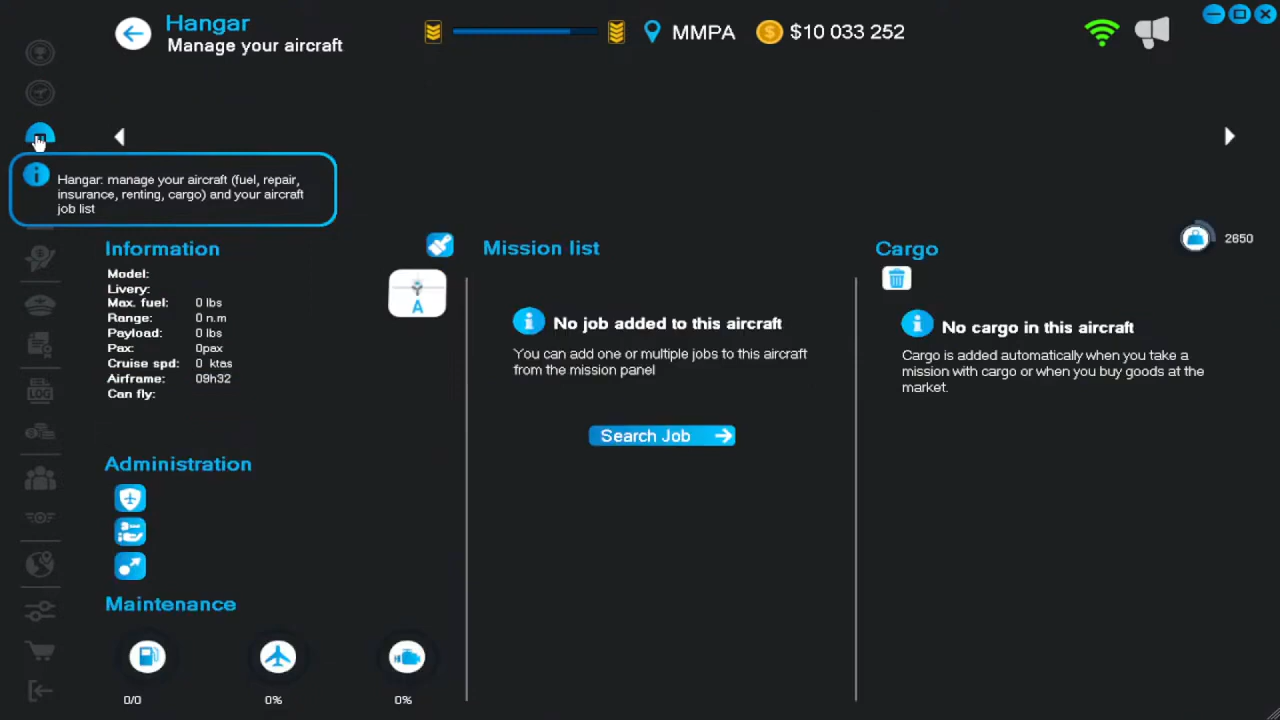 Hangar
Manage your aircraft
MMPA
$10 033 252
Hangar: manage your aircraft (fuel, repair,
insurance, renting, cargo) and your aircraft
job list
Information
Model:
Livery:
Max. fuel: 0 lbs
Range: 0 n.m
Payload: 0 lbs
Pax: 0pax
Cruise spd: 0 ktas
Airframe: 09h32
Can fly:
A
Administration
Maintenance
0/0
0%
0%
Mission list
No job added to this aircraft
You can add one or multiple jobs to this aircraft
from the mission panel
Search Job
Cargo
2850
No cargo in this aircraft
Cargo is added automatically when you take a
mission with cargo or when you buy goods at the
market.
LOG